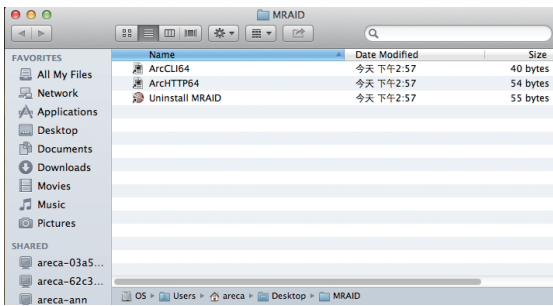 MRAID
FAVORITES
All My Files
Network
Applications
Desktop
Documents
Downloads
Movies
Music
Pictures
SHARED
areca-03a5...
areca-62c3...
areca-ann
Name Date Modified Size
ArcCLI64 今天 下午2:57 40 bytes
ArcHTTP64 今天 下午2:57 54 bytes
Uninstall MRAID 今天 下午2:57 55 bytes
OS ▸ Users ▸ areca ▸ Desktop ▸ MRAID